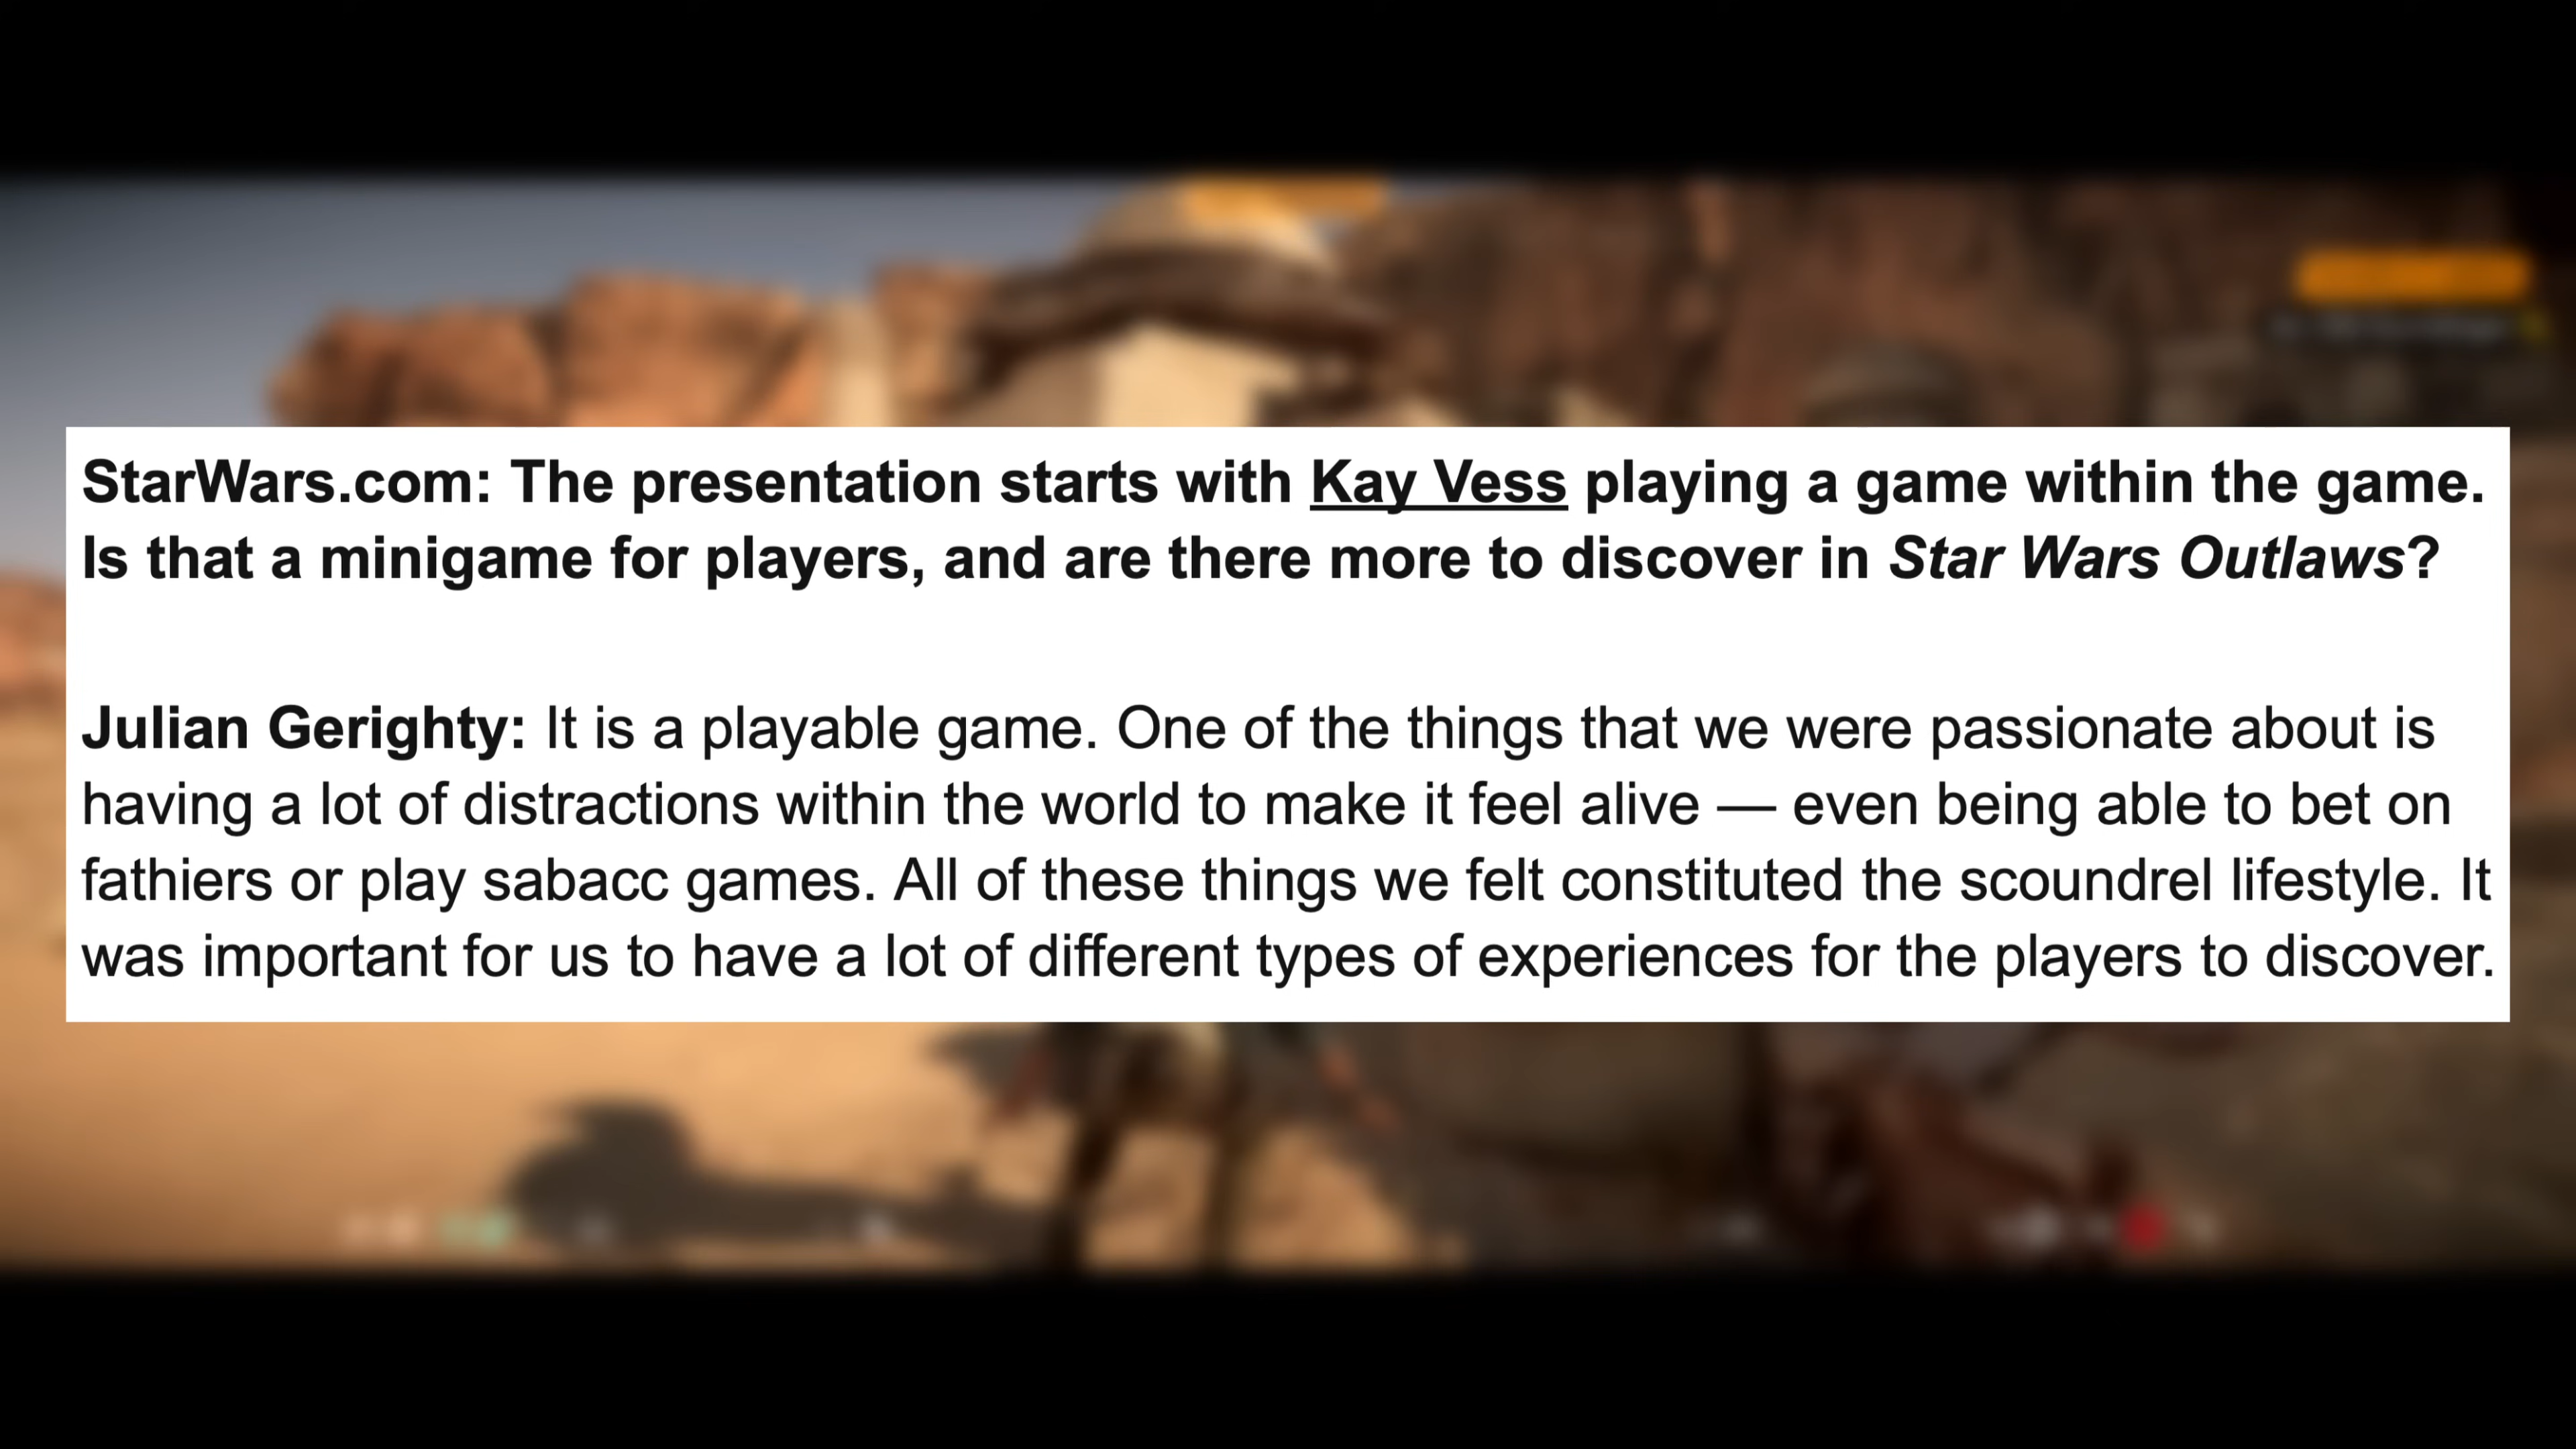 StarWars.com: The presentation starts with Kay Vess playing a game within the game.
Is that a minigame for players, and are there more to discover in Star Wars Outlaws?
Julian Gerighty: It is a playable game. One of the things that we were passionate about is
having a lot of distractions within the world to make it feel alive — even being able to bet on
fathiers or play sabacc games. All of these things we felt constituted the scoundrel lifestyle. It
was important for us to have a lot of different types of experiences for the players to discover.